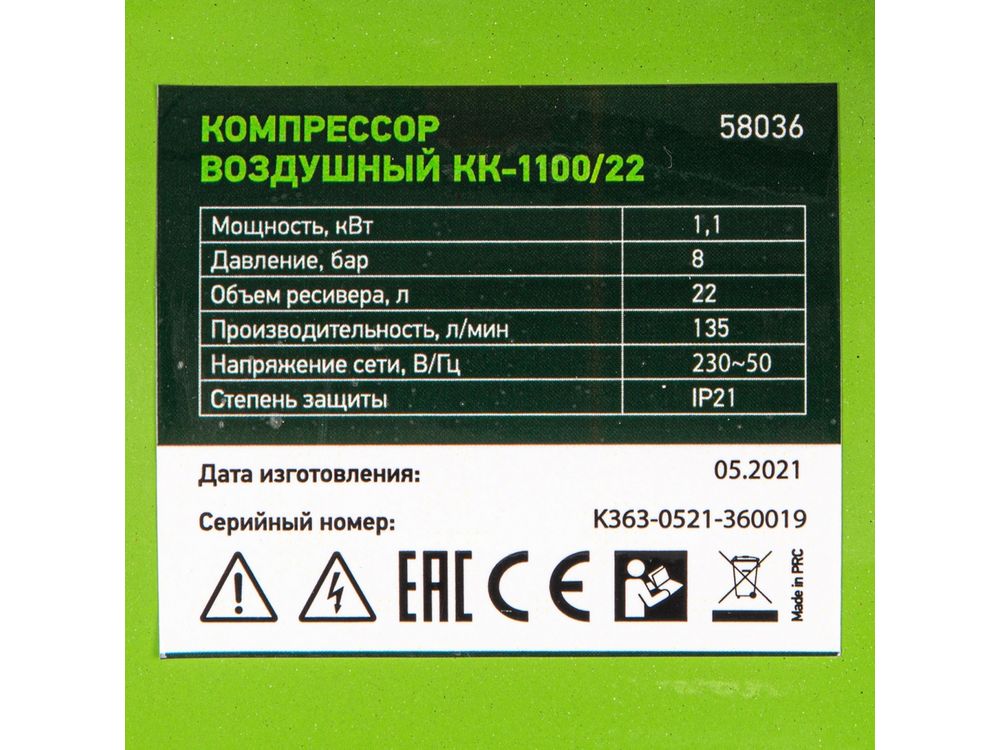 КОМПРЕССОР 58036
ВОЗДУШНЫЙ КК-1100/22
Мощность, кВт 1,1
Давление, бар 8
Объем ресивера, л 22
Производительность, л/мин 135
Напряжение сети, В/Гц 230~50
Степень защиты IP21
Дата изготовления: 05.2021
Серийный номер: K363-0521-360019
EAC CE
Made in PRC